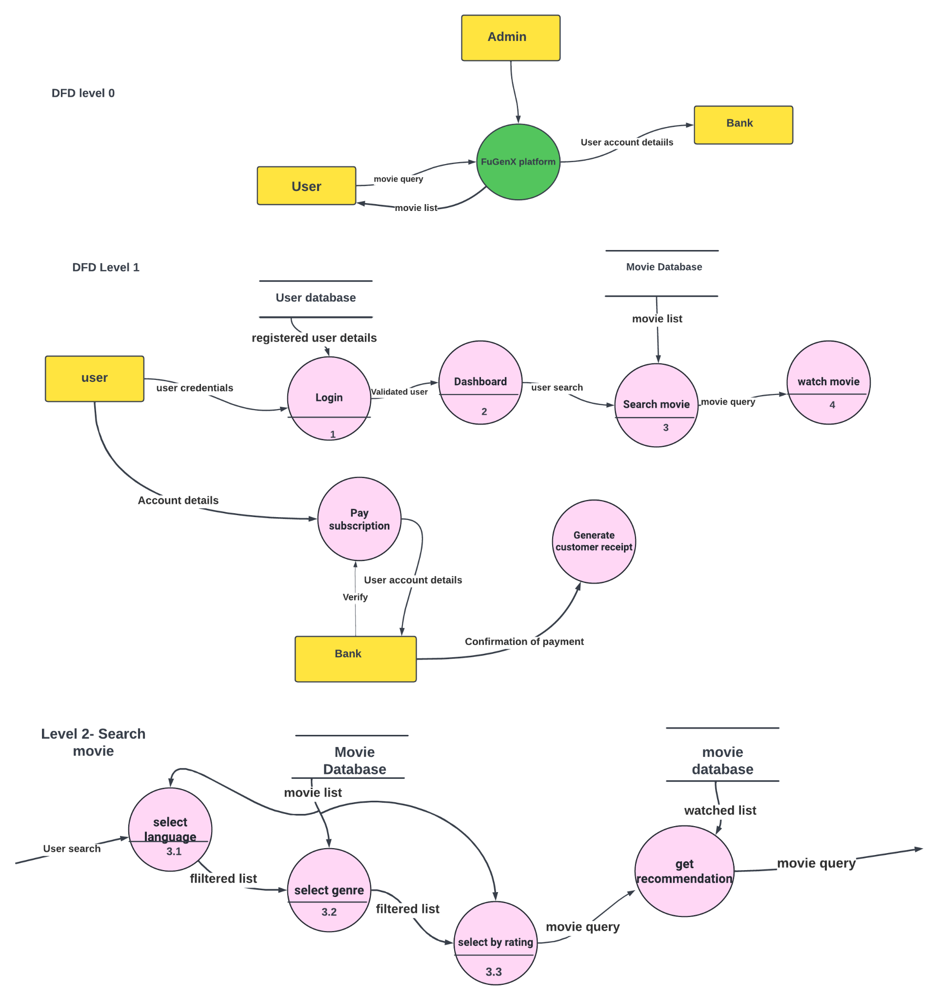 Admin
DFD level 0
Bank
User account detaiils
FuGenX platform
movie query
User
movie list
DFD Level 1
Movie Database
User database
movie list
registered user details
user
user credentials
Login
1
Validated user
Dashboard
2
user search
Search movie
3
movie query
watch movie
4
Account details
Pay
subscription
Generate
customer receipt
User account details
Verify
Confirmation of payment
Bank
Level 2- Search
movie
Movie
Database
movie
database
movie list
watched list
select
language
3.1
User search
fliltered list
select genre
3.2
filtered list
get
recommendation
movie query
movie query
select by rating
3.3